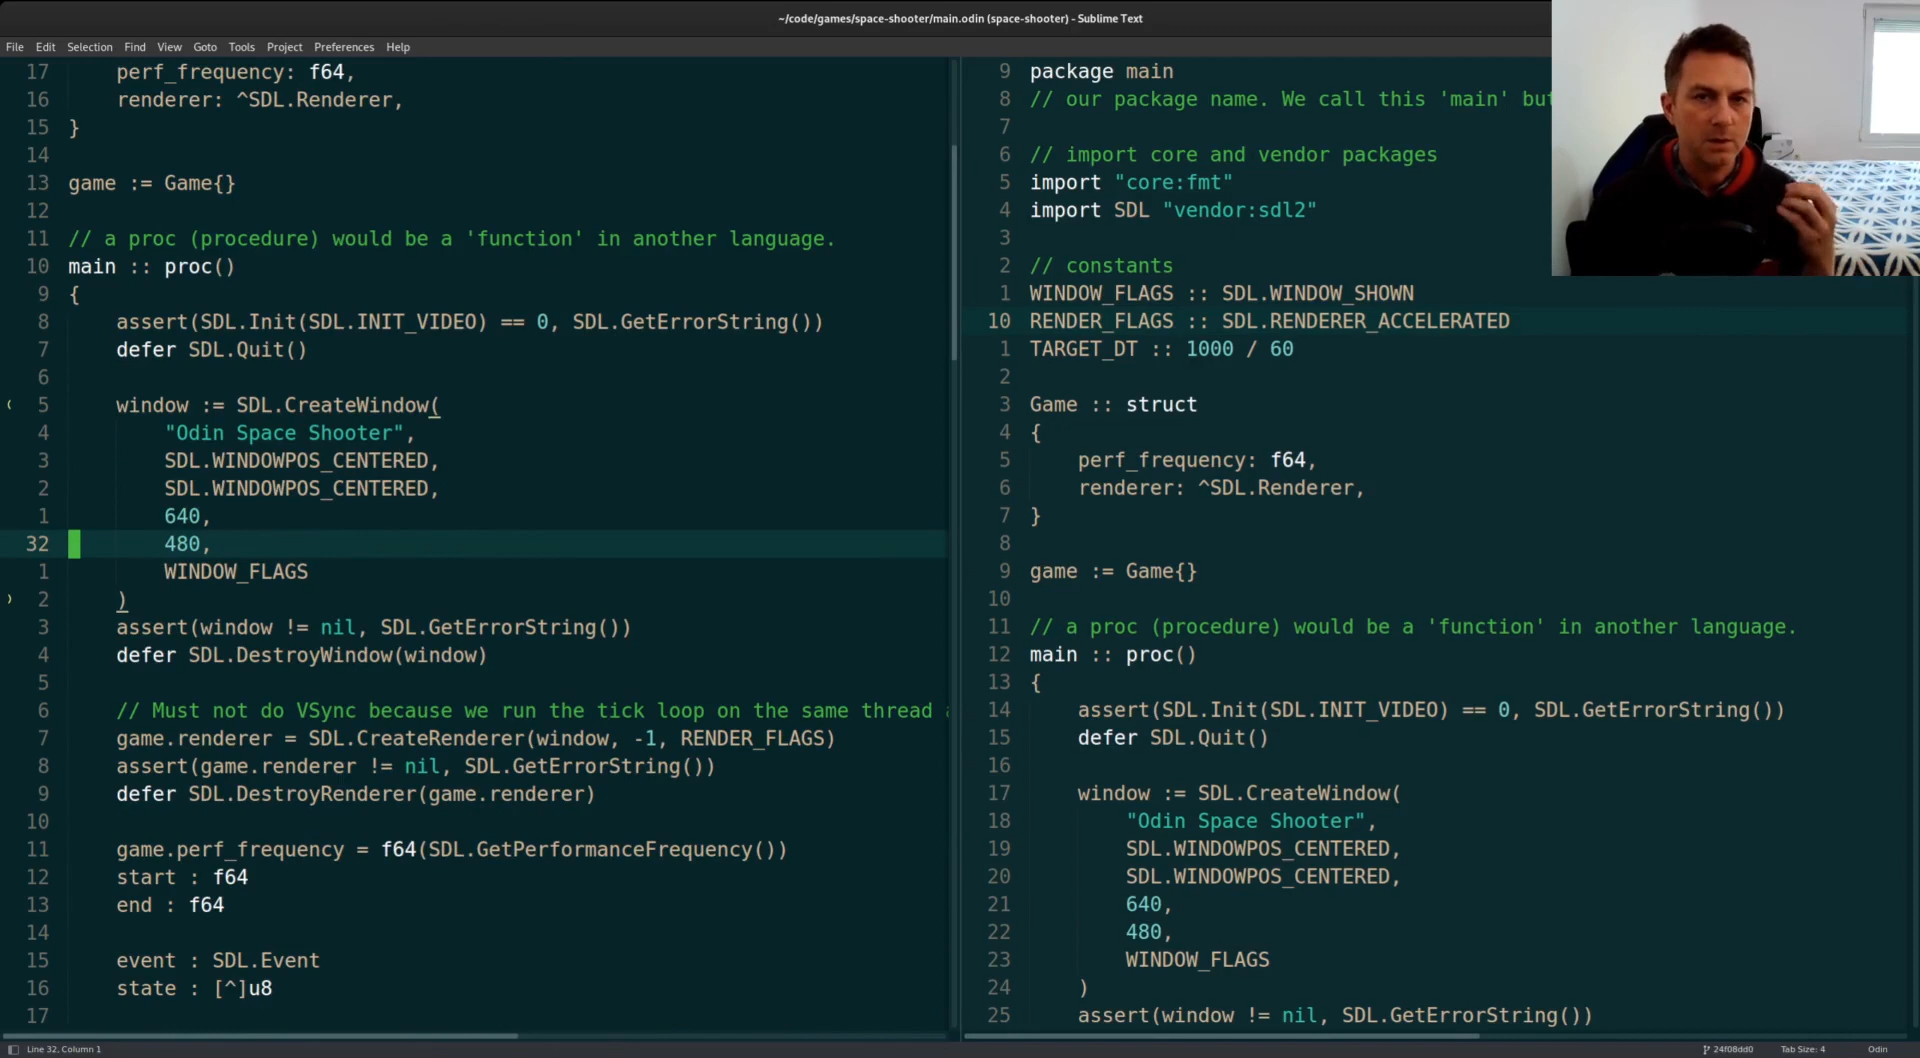 ~/code/games/space-shooter/main.odin (space-shooter) - Sublime Text
File Edit Selection Find View Goto Tools Project Preferences Help
17 perf_frequency: f64,
16 renderer: ^SDL.Renderer,
15 }
14
13 game := Game{}
12
11 // a proc (procedure) would be a 'function' in another language.
10 main :: proc()
9 {
8 assert(SDL.Init(SDL.INIT_VIDEO) == 0, SDL.GetErrorString())
7 defer SDL.Quit()
6
5 window := SDL.CreateWindow(
4 "Odin Space Shooter",
3 SDL.WINDOWPOS_CENTERED,
2 SDL.WINDOWPOS_CENTERED,
1 640,
32 480,
1 WINDOW_FLAGS
2 )
3 assert(window != nil, SDL.GetErrorString())
4 defer SDL.DestroyWindow(window)
5
6 // Must not do VSync because we run the tick loop on the same thread
7 game.renderer = SDL.CreateRenderer(window, -1, RENDER_FLAGS)
8 assert(game.renderer != nil, SDL.GetErrorString())
9 defer SDL.DestroyRenderer(game.renderer)
10
11 game.perf_frequency = f64(SDL.GetPerformanceFrequency())
12 start : f64
13 end : f64
14
15 event : SDL.Event
16 state : [^]u8
17
9 package main
8 // our package name. We call this 'main' but
7
6 // import core and vendor packages
5 import "core:fmt"
4 import SDL "vendor:sdl2"
3
2 // constants
1 WINDOW_FLAGS :: SDL.WINDOW_SHOWN
10 RENDER_FLAGS :: SDL.RENDERER_ACCELERATED
1 TARGET_DT :: 1000 / 60
2
3 Game :: struct
4 {
5 perf_frequency: f64,
6 renderer: ^SDL.Renderer,
7 }
8
9 game := Game{}
10
11 // a proc (procedure) would be a 'function' in another language.
12 main :: proc()
13 {
14 assert(SDL.Init(SDL.INIT_VIDEO) == 0, SDL.GetErrorString())
15 defer SDL.Quit()
16
17 window := SDL.CreateWindow(
18 "Odin Space Shooter",
19 SDL.WINDOWPOS_CENTERED,
20 SDL.WINDOWPOS_CENTERED,
21 640,
22 480,
23 WINDOW_FLAGS
24 )
25 assert(window != nil, SDL.GetErrorString())
Line 32, Column 1
24f08dd0 Tab Size: 4 Odin